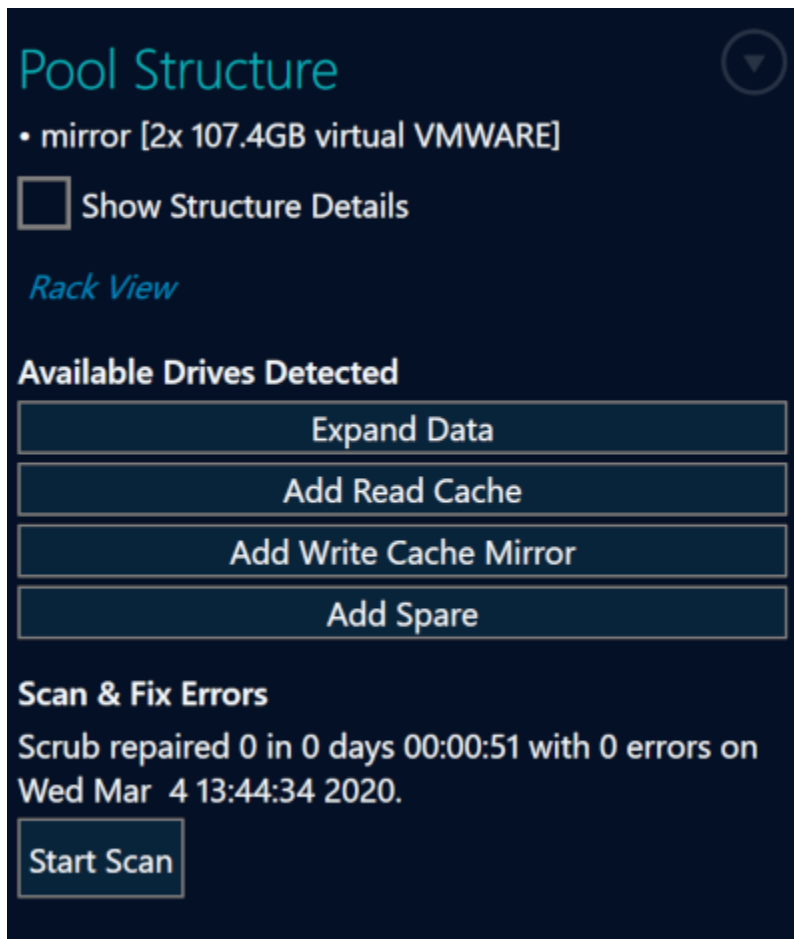 Pool Structure
• mirror [2x 107.4GB virtual VMWARE]
Show Structure Details
Rack View
Available Drives Detected
Expand Data
Add Read Cache
Add Write Cache Mirror
Add Spare
Scan & Fix Errors
Scrub repaired 0 in 0 days 00:00:51 with 0 errors on
Wed Mar  4 13:44:34 2020.
Start Scan